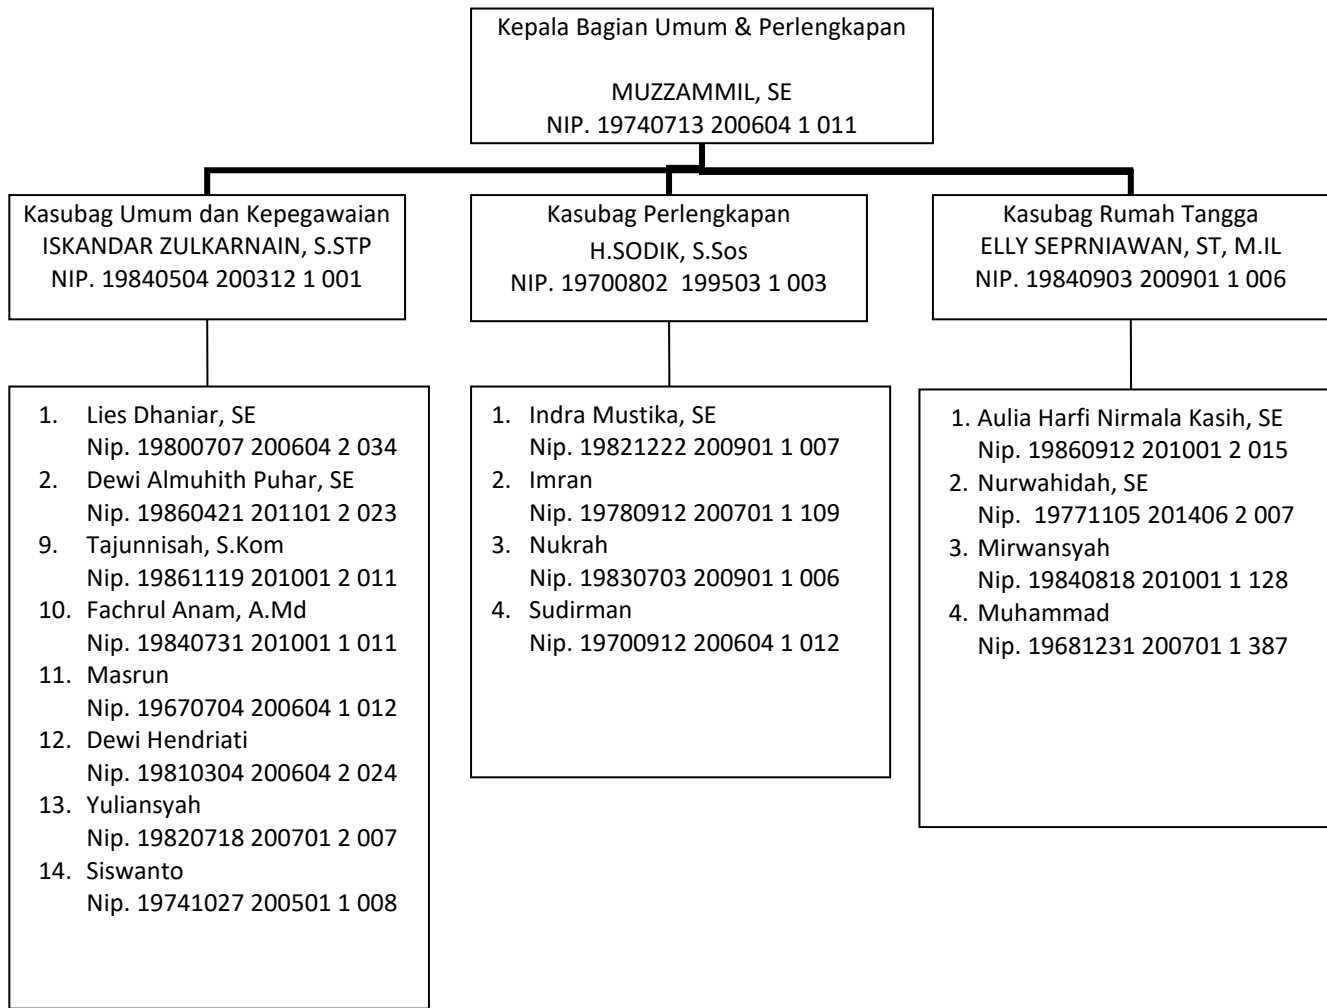 Kepala Bagian Umum & Perlengkapan
MUZZAMMIL, SE
NIP. 19740713 200604 1 011
Kasubag Umum dan Kepegawaian
ISKANDAR ZULKARNAIN, S.STP
NIP. 19840504 200312 1 001
Kasubag Perlengkapan
H.SODIK, S.Sos
NIP. 19700802  199503 1 003
Kasubag Rumah Tangga
ELLY SEPRNIAWAN, ST, M.IL
NIP. 19840903 200901 1 006
1. Lies Dhaniar, SE
Nip. 19800707 200604 2 034
2. Dewi Almuhith Puhar, SE
Nip. 19860421 201101 2 023
9. Tajunnisah, S.Kom
Nip. 19861119 201001 2 011
10. Fachrul Anam, A.Md
Nip. 19840731 201001 1 011
11. Masrun
Nip. 19670704 200604 1 012
12. Dewi Hendriati
Nip. 19810304 200604 2 024
13. Yuliansyah
Nip. 19820718 200701 2 007
14. Siswanto
Nip. 19741027 200501 1 008
1. Indra Mustika, SE
Nip. 19821222 200901 1 007
2. Imran
Nip. 19780912 200701 1 109
3. Nukrah
Nip. 19830703 200901 1 006
4. Sudirman
Nip. 19700912 200604 1 012
1. Aulia Harfi Nirmala Kasih, SE
Nip. 19860912 201001 2 015
2. Nurwahidah, SE
Nip.  19771105 201406 2 007
3. Mirwansyah
Nip. 19840818 201001 1 128
4. Muhammad
Nip. 19681231 200701 1 387